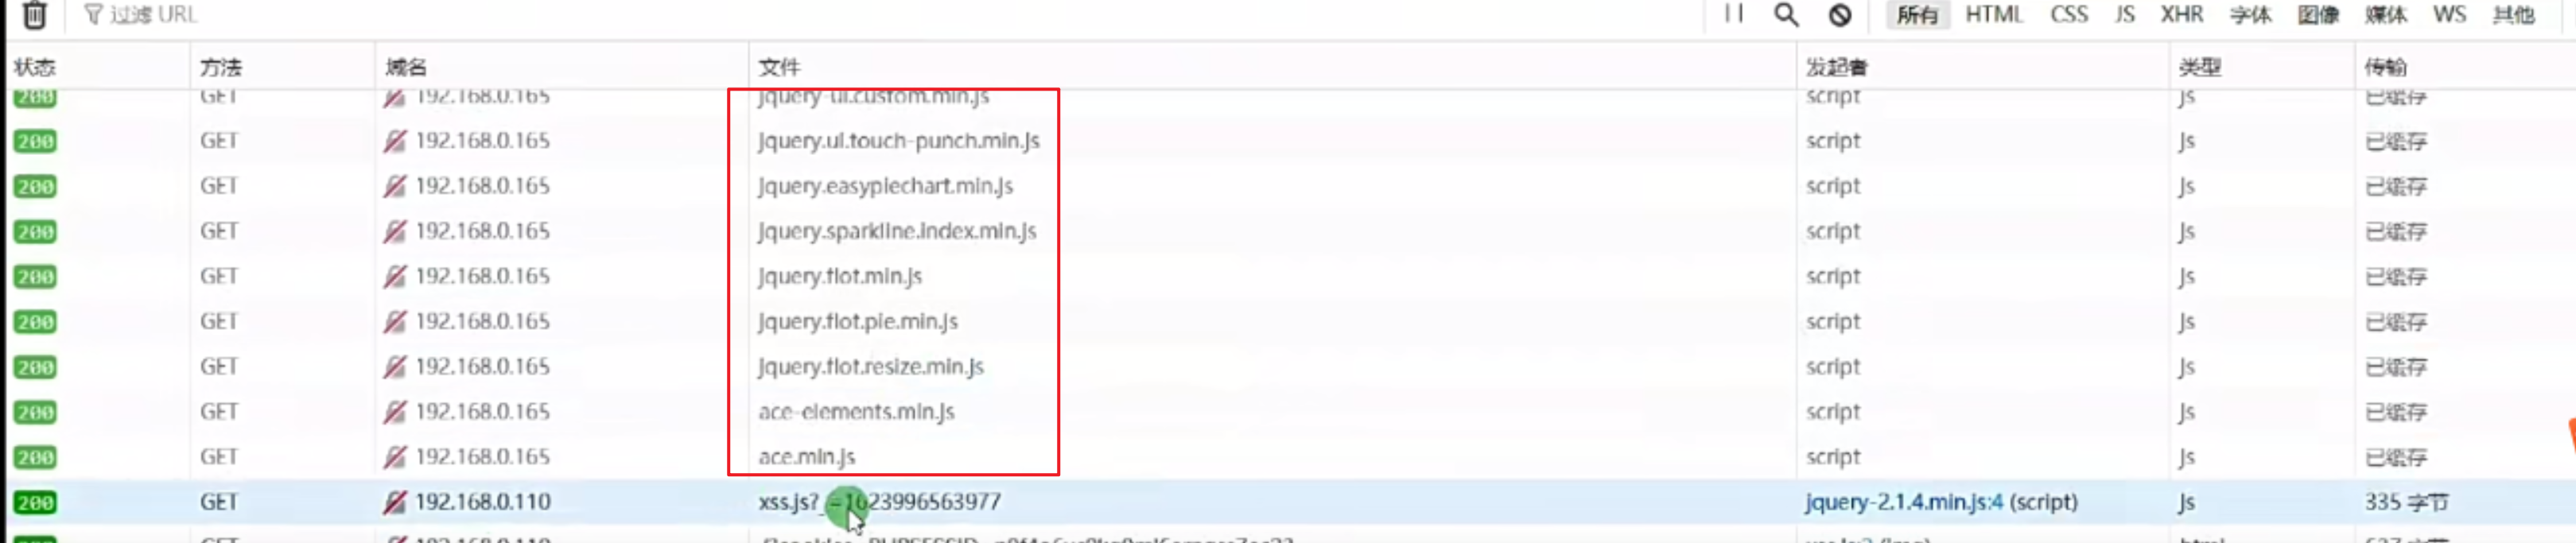 过滤 URL 所有 HTML CSS JS XHR 字体 图像 媒体 WS 其他
状态 方法 域名 文件 发起者 类型 传输
200 GET 192.168.0.165 jquery-ui.custom.min.js script js 已缓存
200 GET 192.168.0.165 jquery.ui.touch-punch.min.js script js 已缓存
200 GET 192.168.0.165 jquery.easypiechart.min.js script js 已缓存
200 GET 192.168.0.165 jquery.sparkline.index.min.js script js 已缓存
200 GET 192.168.0.165 jquery.flot.min.js script js 已缓存
200 GET 192.168.0.165 jquery.flot.pie.min.js script js 已缓存
200 GET 192.168.0.165 jquery.flot.resize.min.js script js 已缓存
200 GET 192.168.0.165 ace-elements.min.js script js 已缓存
200 GET 192.168.0.165 ace.min.js script js 已缓存
200 GET 192.168.0.110 xss.js?_=1623996563977 jquery-2.1.4.min.js:4 (script) js 335 字节